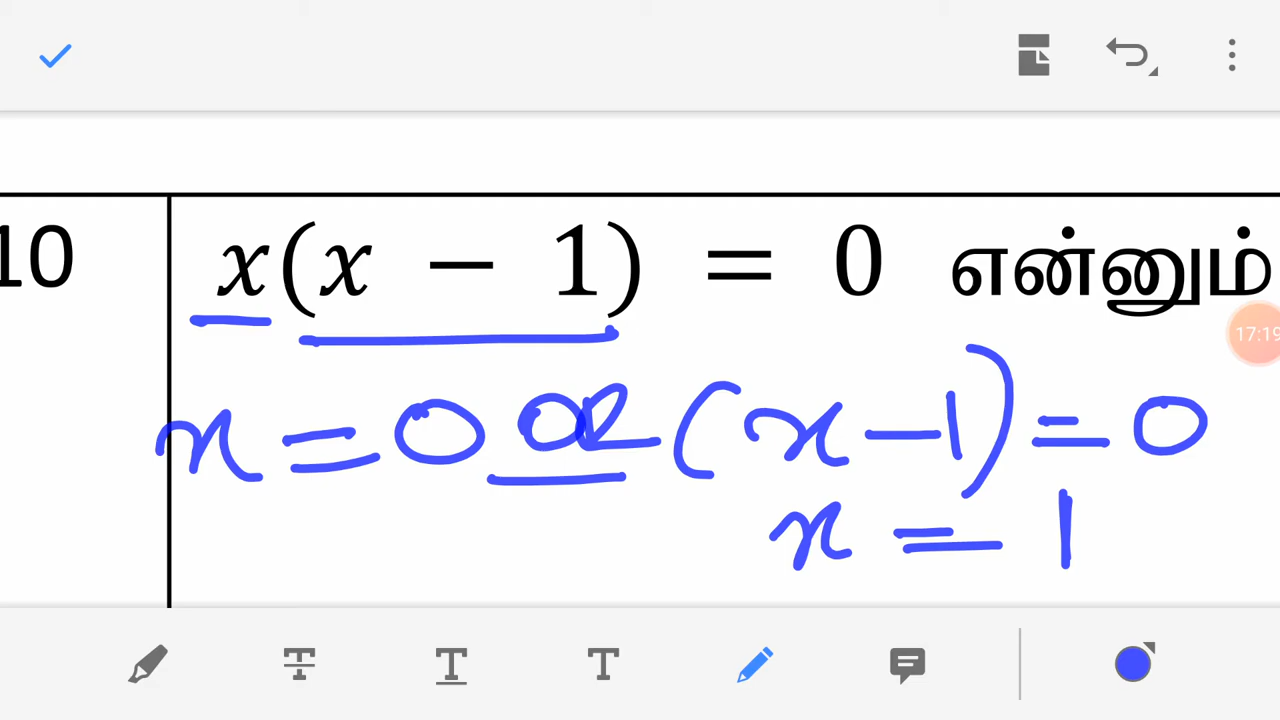 10 x(x − 1) = 0 என்னும்
17:19
x = 0 OR (x − 1) = 0
x = 1